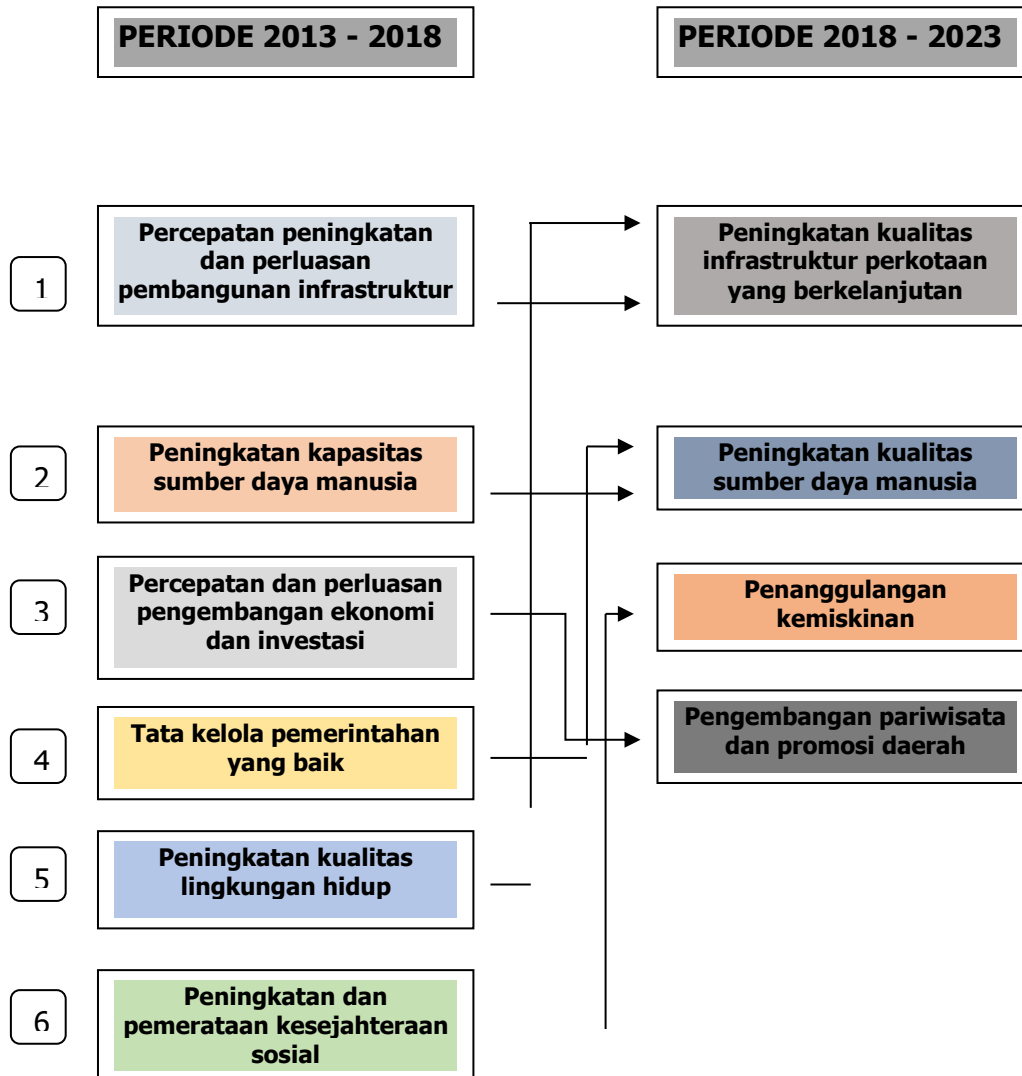 PERIODE 2013 - 2018
PERIODE 2018 - 2023
1
Percepatan peningkatan
dan perluasan
pembangunan infrastruktur
Peningkatan kualitas
infrastruktur perkotaan
yang berkelanjutan
2
Peningkatan kapasitas
sumber daya manusia
Peningkatan kualitas
sumber daya manusia
3
Percepatan dan perluasan
pengembangan ekonomi
dan investasi
Penanggulangan
kemiskinan
4
Tata kelola pemerintahan
yang baik
Pengembangan pariwisata
dan promosi daerah
5
Peningkatan kualitas
lingkungan hidup
6
Peningkatan dan
pemerataan kesejahteraan
sosial